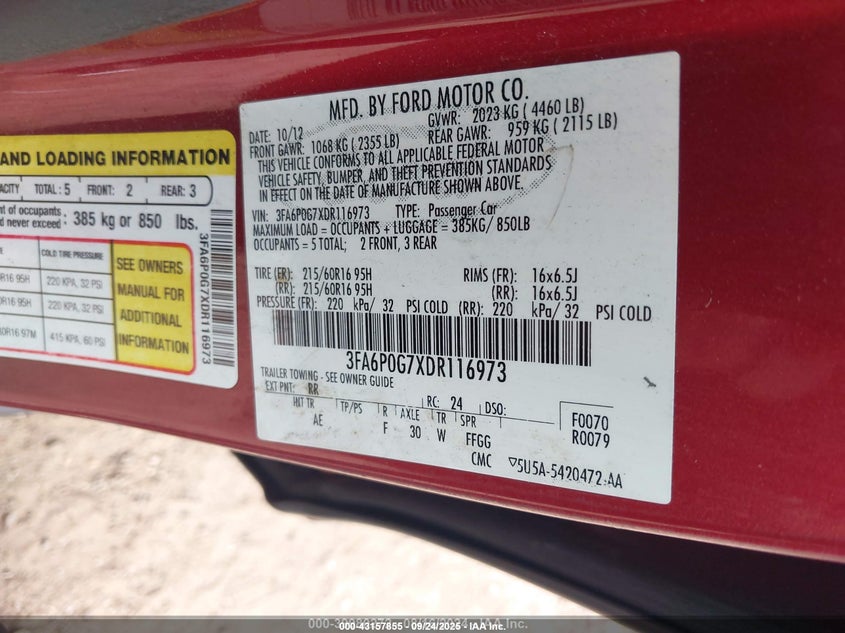 AND LOADING INFORMATION
ACITY TOTAL: 5 FRONT: 2 REAR: 3
nt of occupants : 385 kg or 850 lbs.
d never exceed
COLD TIRE PRESSURE
R16 95H 220 KPA, 32 PSI
0R16 95H 220 KPA, 32 PSI
0R16 97M 415 KPA, 60 PSI
SEE OWNERS
MANUAL FOR
ADDITIONAL
INFORMATION
3FA6P0G7XDR116973
MFD. BY FORD MOTOR CO.
DATE: 10/12 GVWR: 2023 KG ( 4460 LB)
FRONT GAWR: 1068 KG ( 2355 LB) REAR GAWR: 959 KG ( 2115 LB)
THIS VEHICLE CONFORMS TO ALL APPLICABLE FEDERAL MOTOR
VEHICLE SAFETY, BUMPER, AND THEFT PREVENTION STANDARDS
IN EFFECT ON THE DATE OF MANUFACTURE SHOWN ABOVE.
VIN: 3FA6P0G7XDR116973 TYPE: Passenger Car
MAXIMUM LOAD = OCCUPANTS + LUGGAGE = 385KG/ 850LB
OCCUPANTS = 5 TOTAL; 2 FRONT, 3 REAR
TIRE (FR): 215/60R16 95H RIMS (FR): 16x6.5J
(RR): 215/60R16 95H (RR): 16x6.5J
PRESSURE (FR): 220 kPa/ 32 PSI COLD (RR): 220 kPa/ 32 PSI COLD
3FA6P0G7XDR116973
TRAILER TOWING - SEE OWNER GUIDE
EXT PNT: RR RC: 24 DSO:
INT TR TP/PS R AXLE TR SPR F0070
AE F 30 W FFGG R0079
CMC 5U5A-5420472-AA
000-43157855 - 09/24/2025 - IAA Inc.